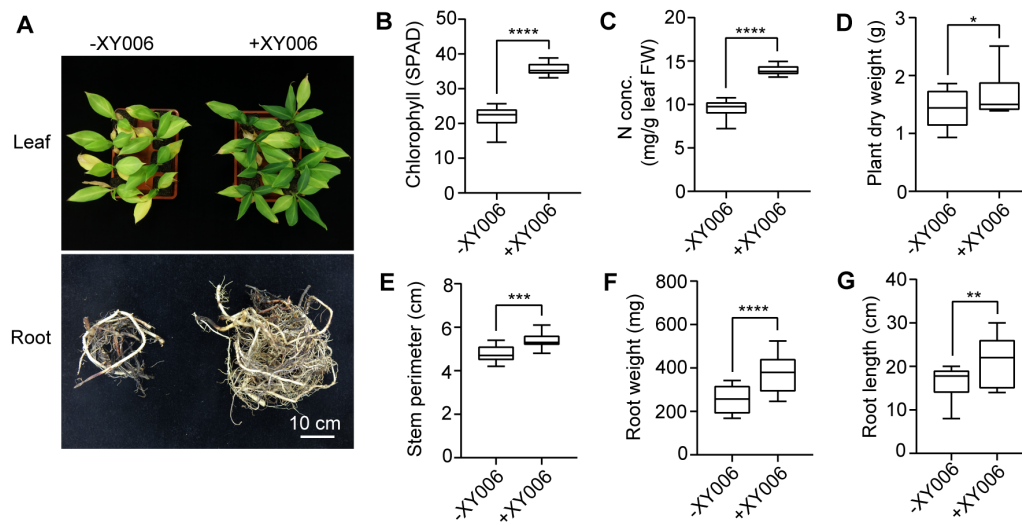 A
-XY006
+XY006
Leaf
Root
10 cm
B
Chlorophyll (SPAD)
50
40
30
20
10
0
****
-XY006
+XY006
C
N conc.
(mg/g leaf FW)
20
15
10
5
0
****
-XY006
+XY006
D
Plant dry weight (g)
3
2
1
0
*
-XY006
+XY006
E
Stem perimeter (cm)
8
6
4
2
0
***
-XY006
+XY006
F
Root weight (mg)
800
600
400
200
0
****
-XY006
+XY006
G
Root length (cm)
40
30
20
10
0
**
-XY006
+XY006